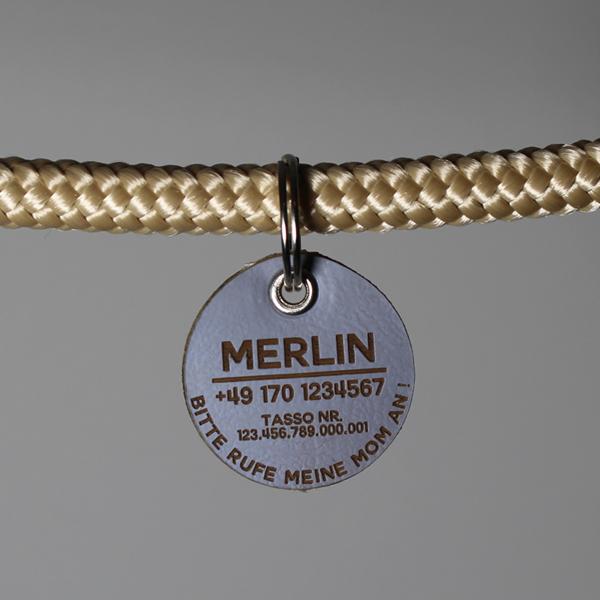 MERLIN
+49 170 1234567
TASSO NR.
123.456.789.000.001
BITTE RUFE MEINE MOM AN!